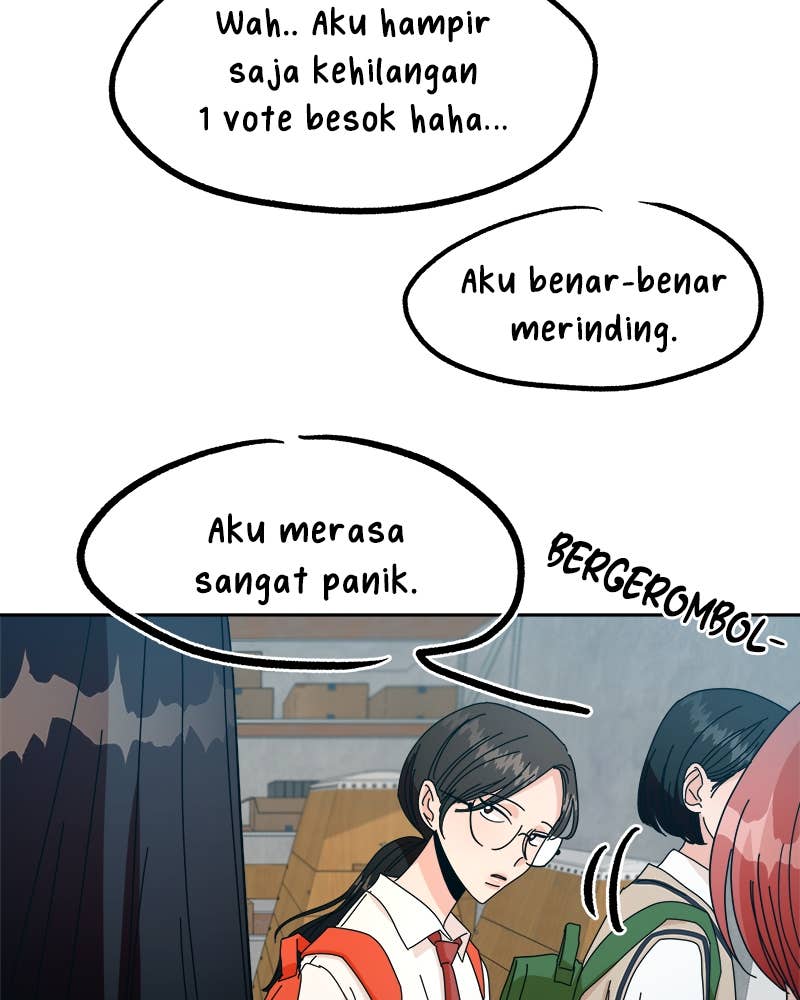 Wah.. Aku hampir
saja kehilangan
1 vote besok haha...
Aku benar-benar
merinding.
Aku merasa
sangat panik.
BERGEROMBOL-